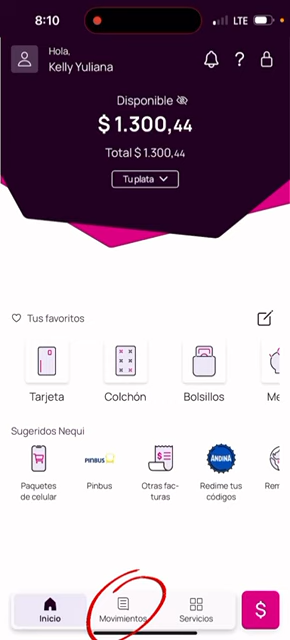 8:10
LTE
Hola,
Kelly Yuliana
Disponible
$ 1.300,44
Total $ 1.300,44
Tu plata
Tus favoritos
Tarjeta
Colchón
Bolsillos
Me
Sugeridos Nequi
PINBUS
ANDINA
Paquetes
de celular
Pinbus
Otras fac-
turas
Redime tus
códigos
Rem
Inicio
Movimientos
Servicios
$